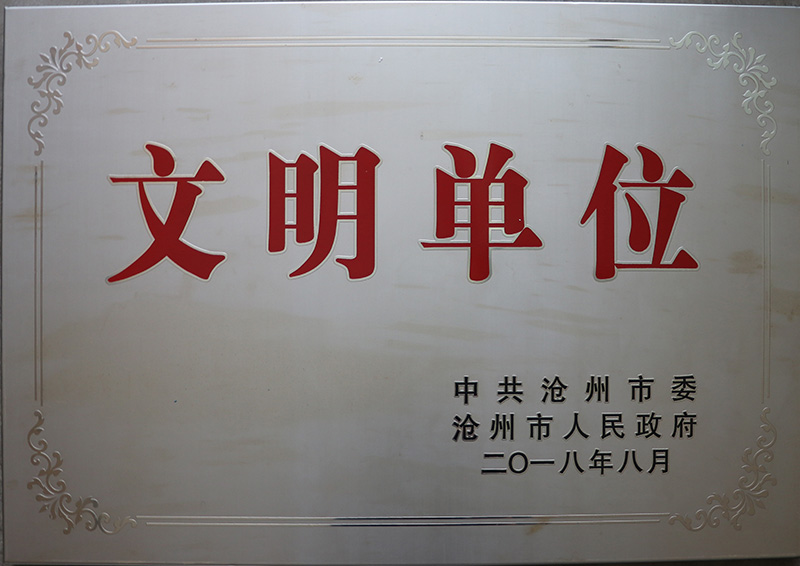 文明单位
中共沧州市委
沧州市人民政府
二〇一八年八月